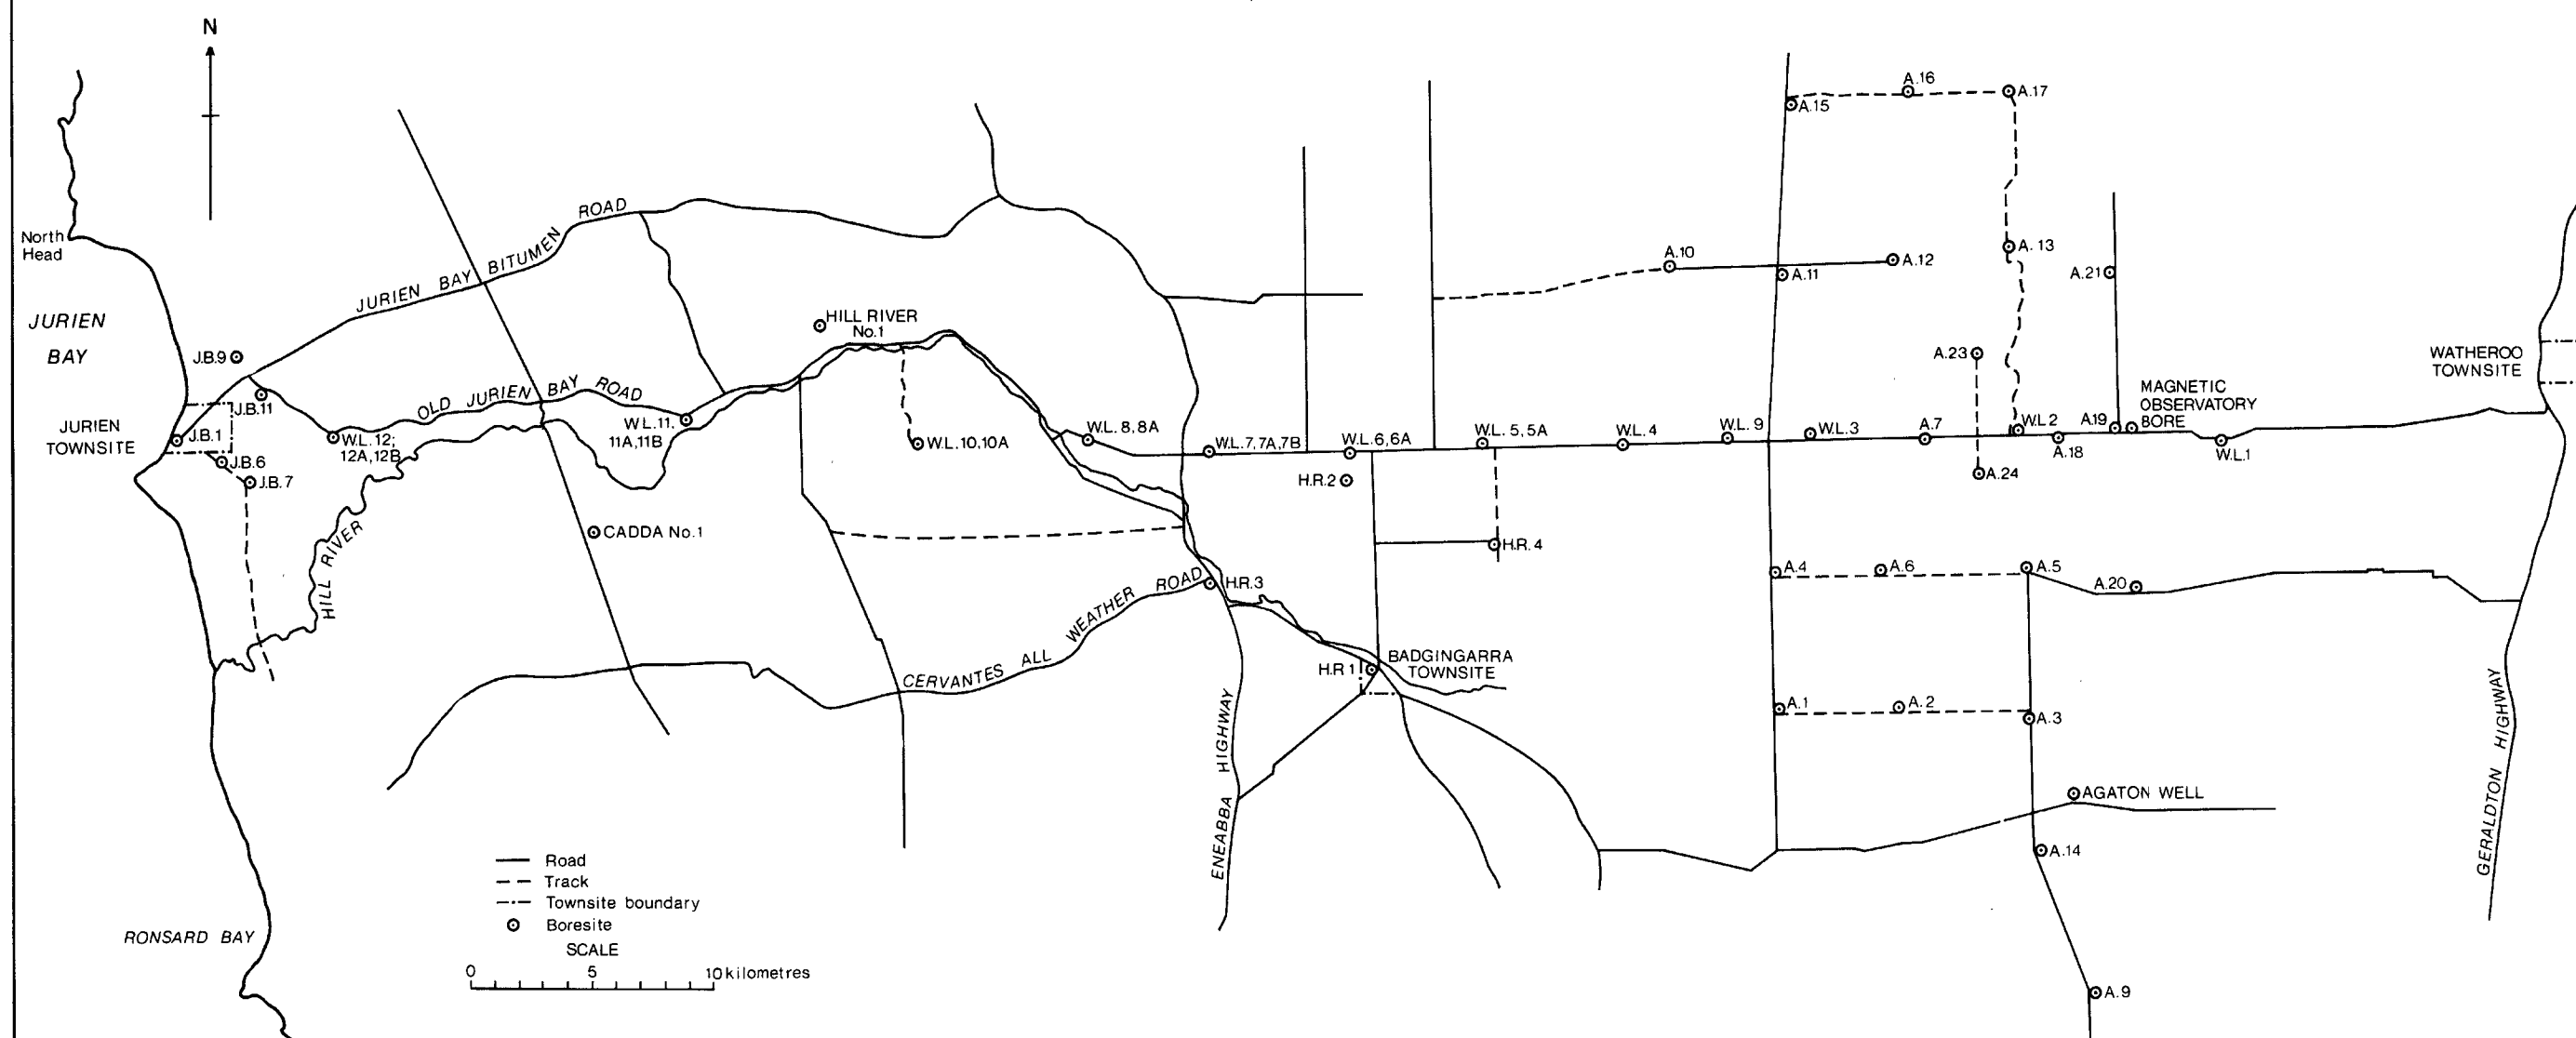 N
A.16
A.15
A.17
North
Head
JURIEN BAY BITUMEN ROAD
A.10
A.11
A.12
A.13
A.21
JURIEN
BAY
HILL RIVER
No.1
J.B.9
A.23
WATHEROO
TOWNSITE
MAGNETIC
OBSERVATORY
BORE
J.B.11
OLD JURIEN BAY ROAD
JURIEN
TOWNSITE
J.B.1
W.L.12;
12A,12B
W.L.11,
11A,11B
W.L.10,10A
W.L.8,8A
W.L.7,7A,7B
W.L.6,6A
W.L.5,5A
W.L.4
W.L.9
W.L.3
A.7
W.L 2
A.18
A.19
W.L.1
J.B.6
J.B.7
H.R.2
A.24
CADDA No.1
H.R.4
HILL RIVER
H.R.3
A.4
A.6
A.5
A.20
CERVANTES ALL WEATHER ROAD
H.R 1
BADGINGARRA
TOWNSITE
A.1
A.2
A.3
ENEABBA HIGHWAY
GERALDTON HIGHWAY
AGATON WELL
A.14
Road
Track
Townsite boundary
Boresite
SCALE
0 5 10 kilometres
RONSARD BAY
A.9